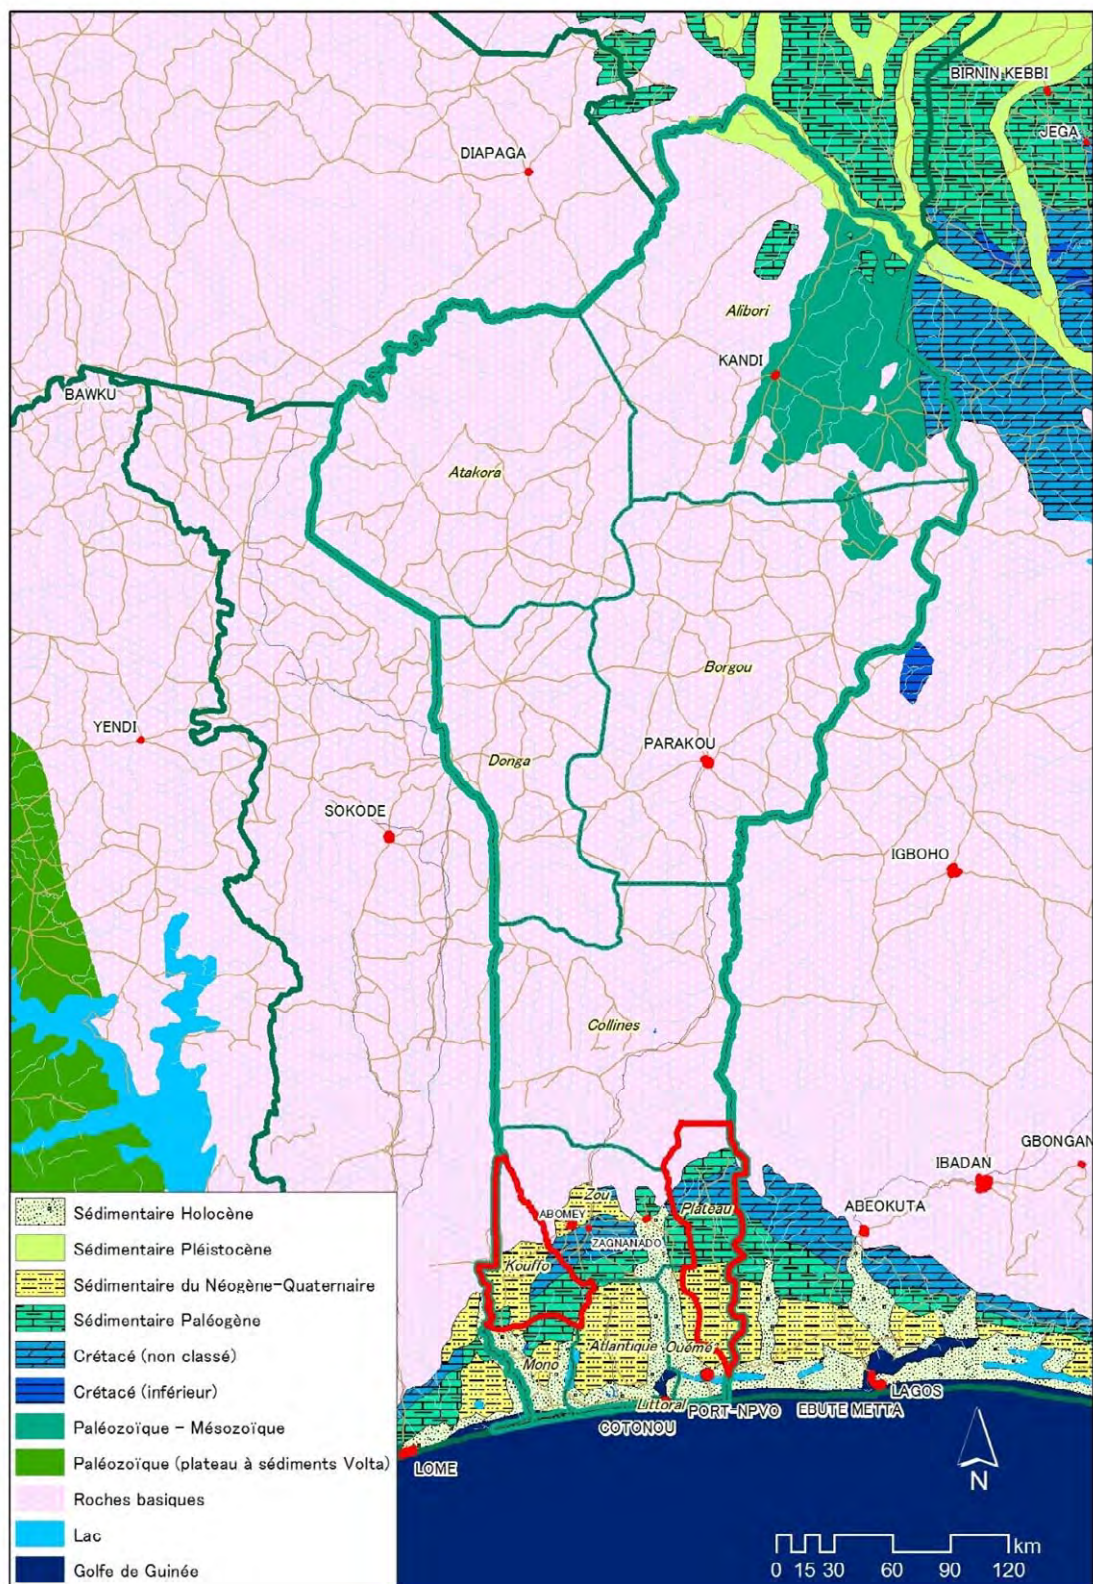 BIRNIN KEBBI
JEGA
DIAPAGA
Alibori
KANDI
BAWKU
Atakora
Borgou
YENDI
PARAKOU
Donga
SOKODE
IGBOHO
Collines
GBONGAN
IBADAN
Zou
Plateau
ABOMEY
ABEOKUTA
ZAGNANADO
Kouffo
Atlantique
Ouémé
Mono
LAGOS
Littoral
PORT-NPVO
EBUTE METTA
COTONOU
LOME
Sédimentaire Holocène
Sédimentaire Pléistocène
Sédimentaire du Néogène-Quaternaire
Sédimentaire Paléogène
Crétacé (non classé)
Crétacé (inférieur)
Paléozoïque - Mésozoïque
Paléozoïque (plateau à sédiments Volta)
Roches basiques
Lac
Golfe de Guinée
N
km
0 15 30 60 90 120